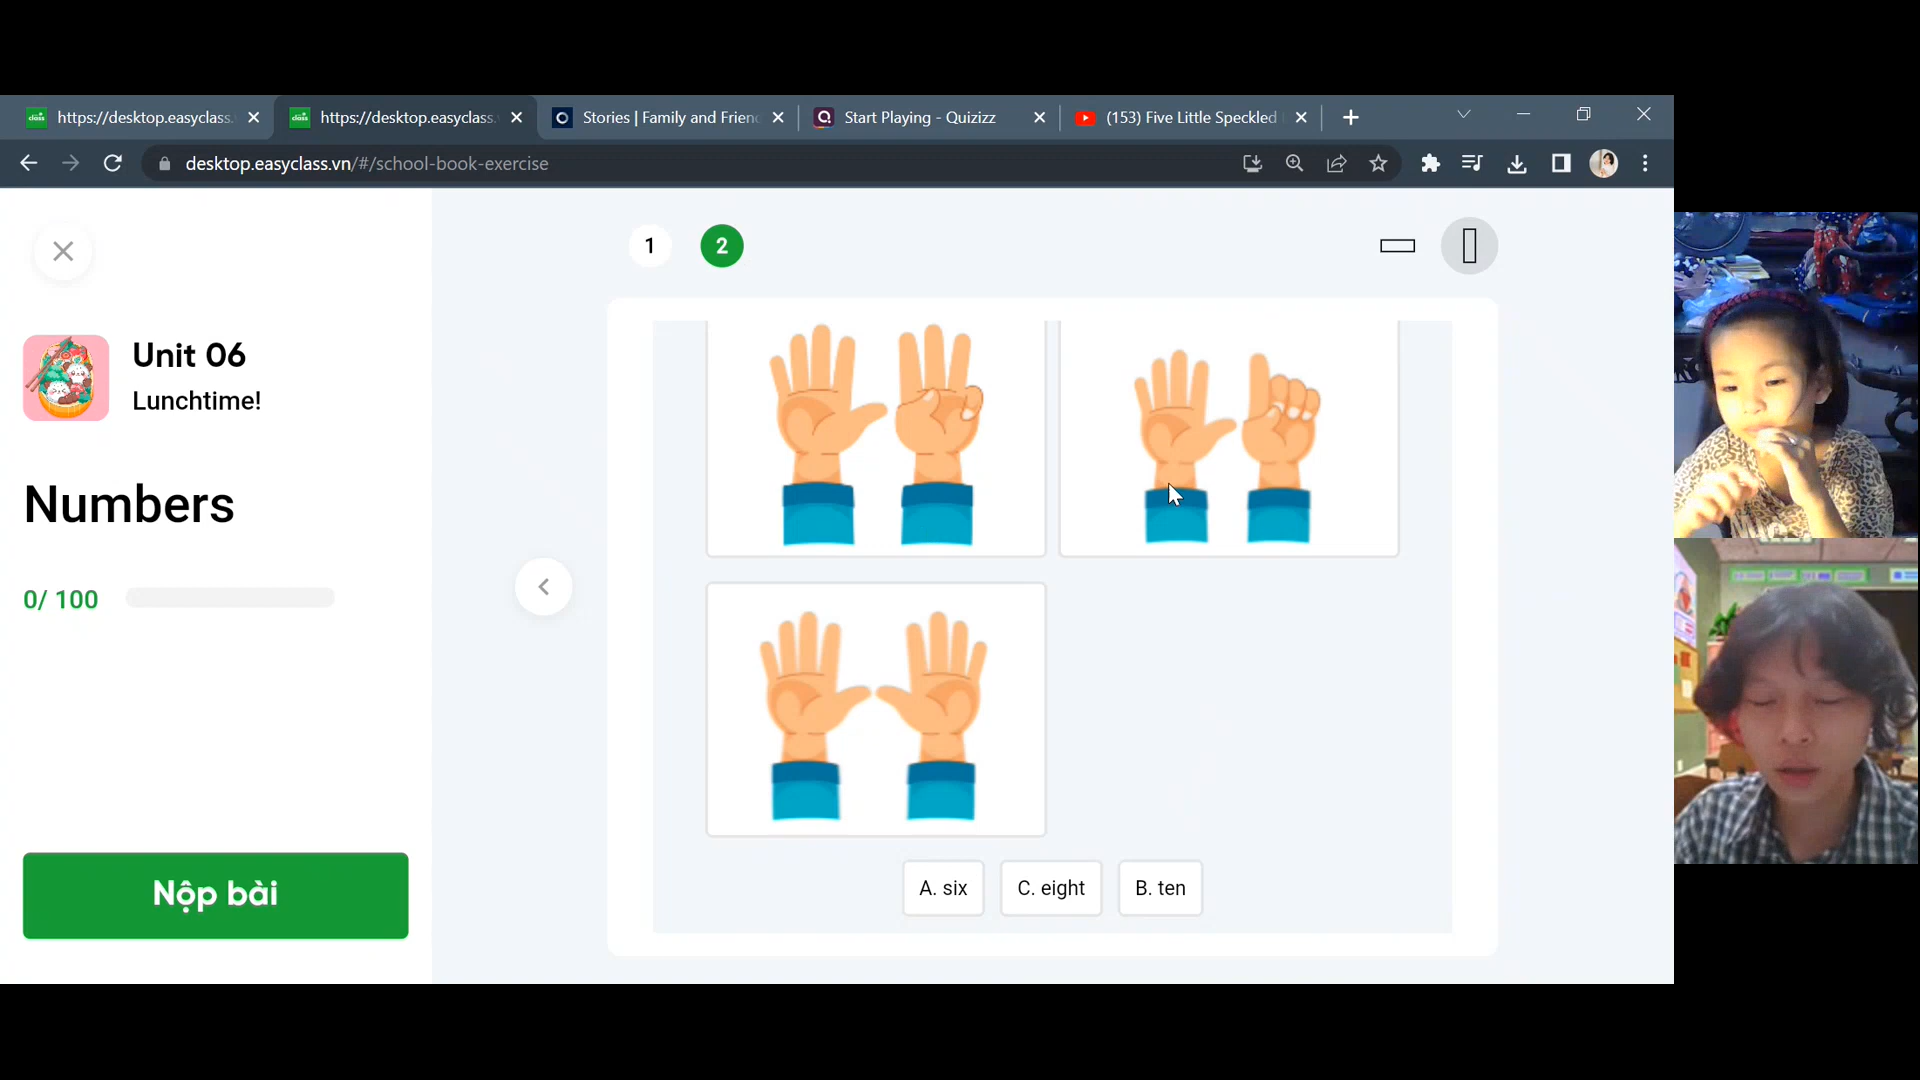 https://desktop.easyclass.
https://desktop.easyclass.
Stories | Family and Frien
Start Playing - Quizizz
(153) Five Little Speckled
desktop.easyclass.vn/#/school-book-exercise
1
2
Unit 06
Lunchtime!
Numbers
0/ 100
Nộp bài
A. six
C. eight
B. ten